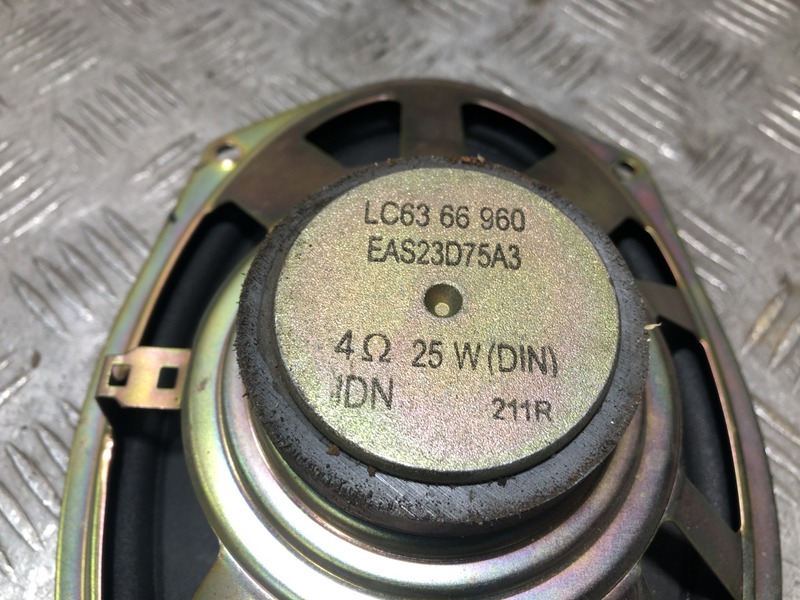 LC63 66 960
EAS23D75A3
4Ω 25 W (DIN)
IDN 211R